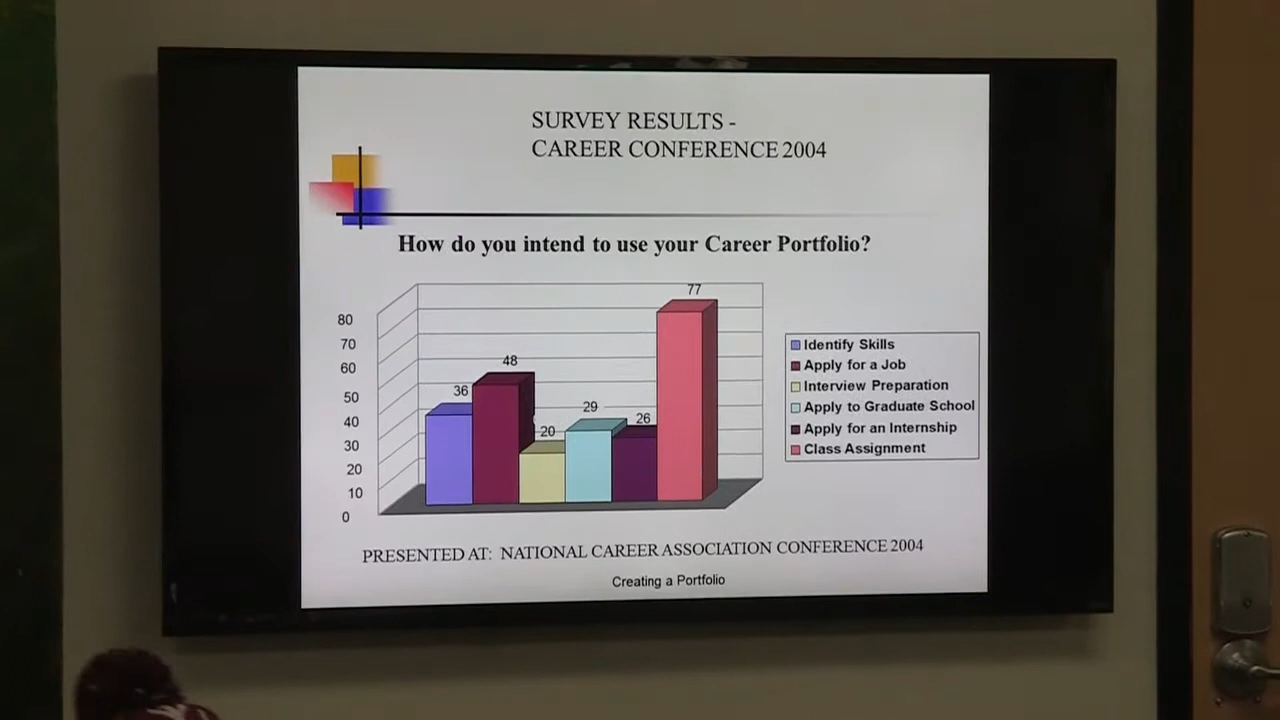 SURVEY RESULTS -
CAREER CONFERENCE 2004
How do you intend to use your Career Portfolio?
80
70
60
50
40
30
20
10
0
36
48
20
29
26
77
Identify Skills
Apply for a Job
Interview Preparation
Apply to Graduate School
Apply for an Internship
Class Assignment
PRESENTED AT: NATIONAL CAREER ASSOCIATION CONFERENCE 2004
Creating a Portfolio